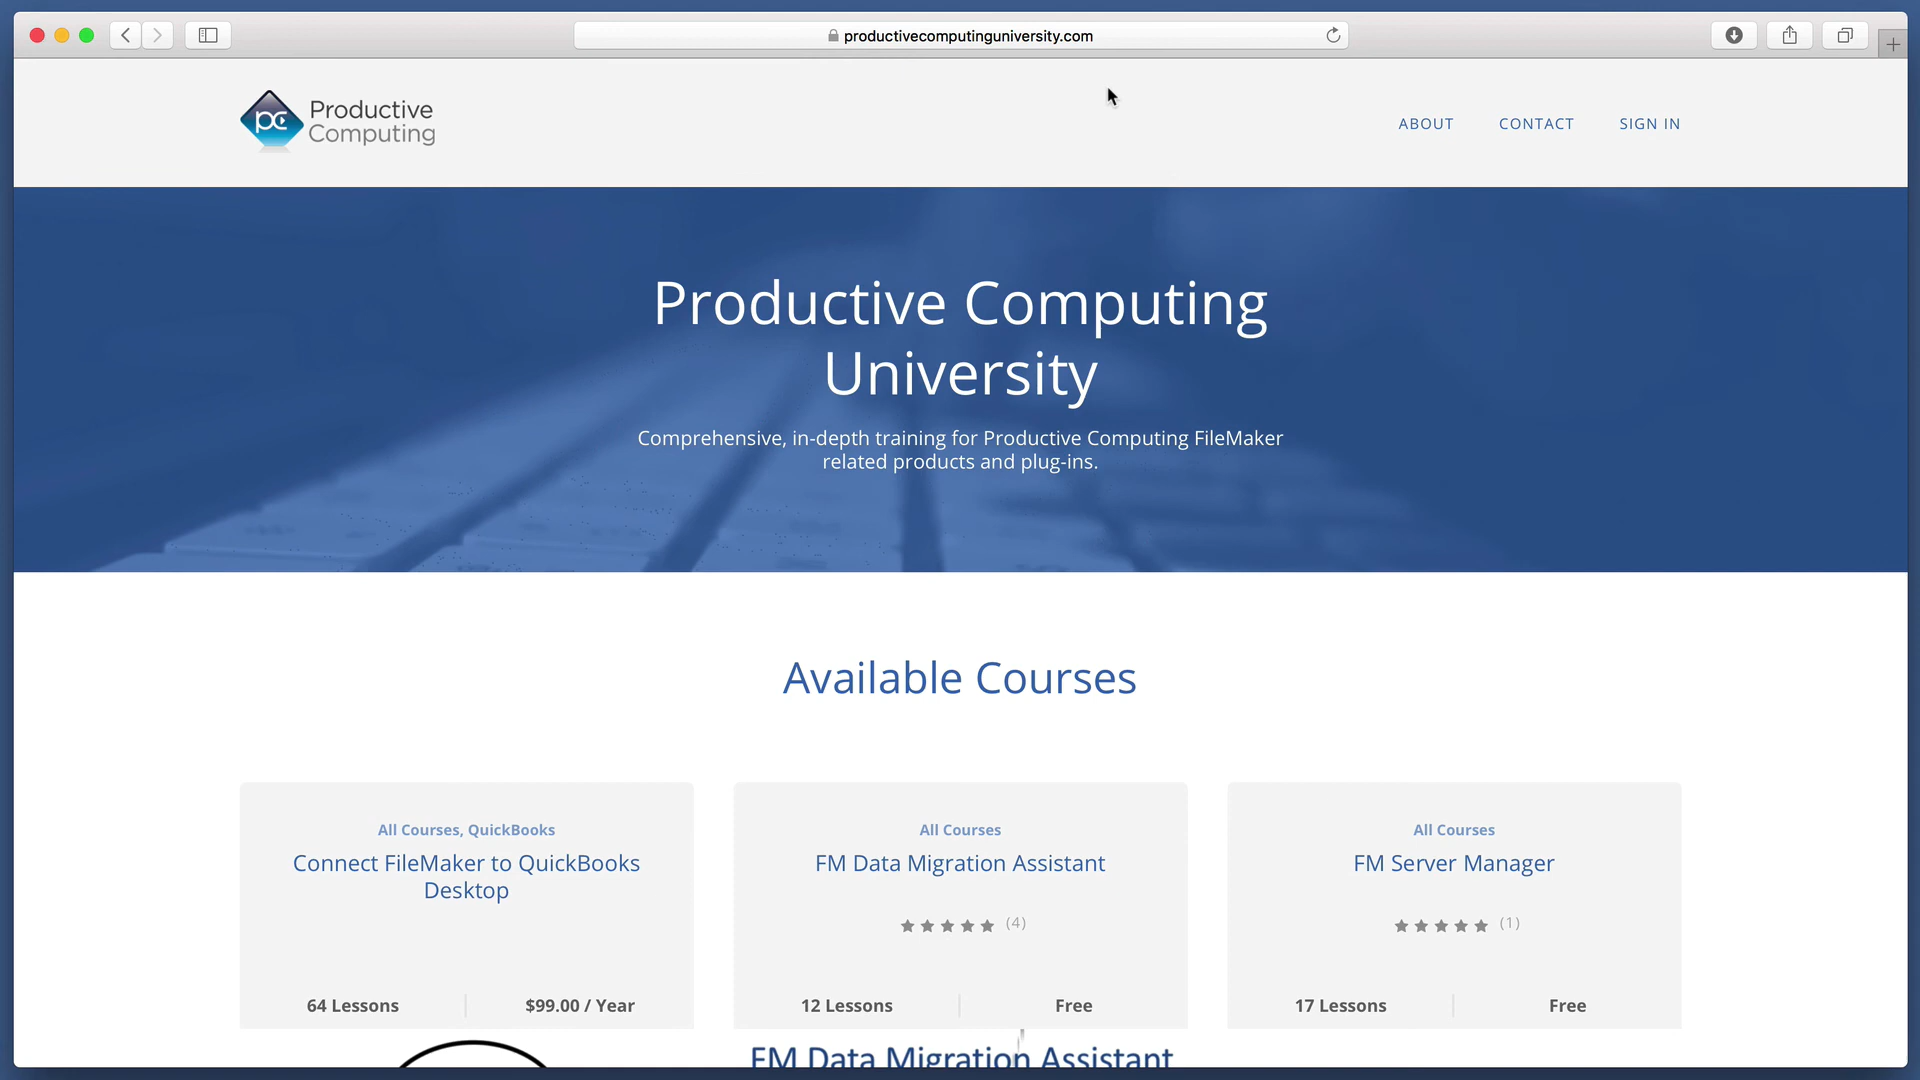 productivecomputinguniversity.com
pc Productive
Computing
ABOUT CONTACT SIGN IN
Productive Computing
University
Comprehensive, in-depth training for Productive Computing FileMaker
related products and plug-ins.
Available Courses
All Courses, QuickBooks
Connect FileMaker to QuickBooks
Desktop
64 Lessons $99.00 / Year
All Courses
FM Data Migration Assistant
(4)
12 Lessons Free
All Courses
FM Server Manager
(1)
17 Lessons Free
FM Data Migration Assistant